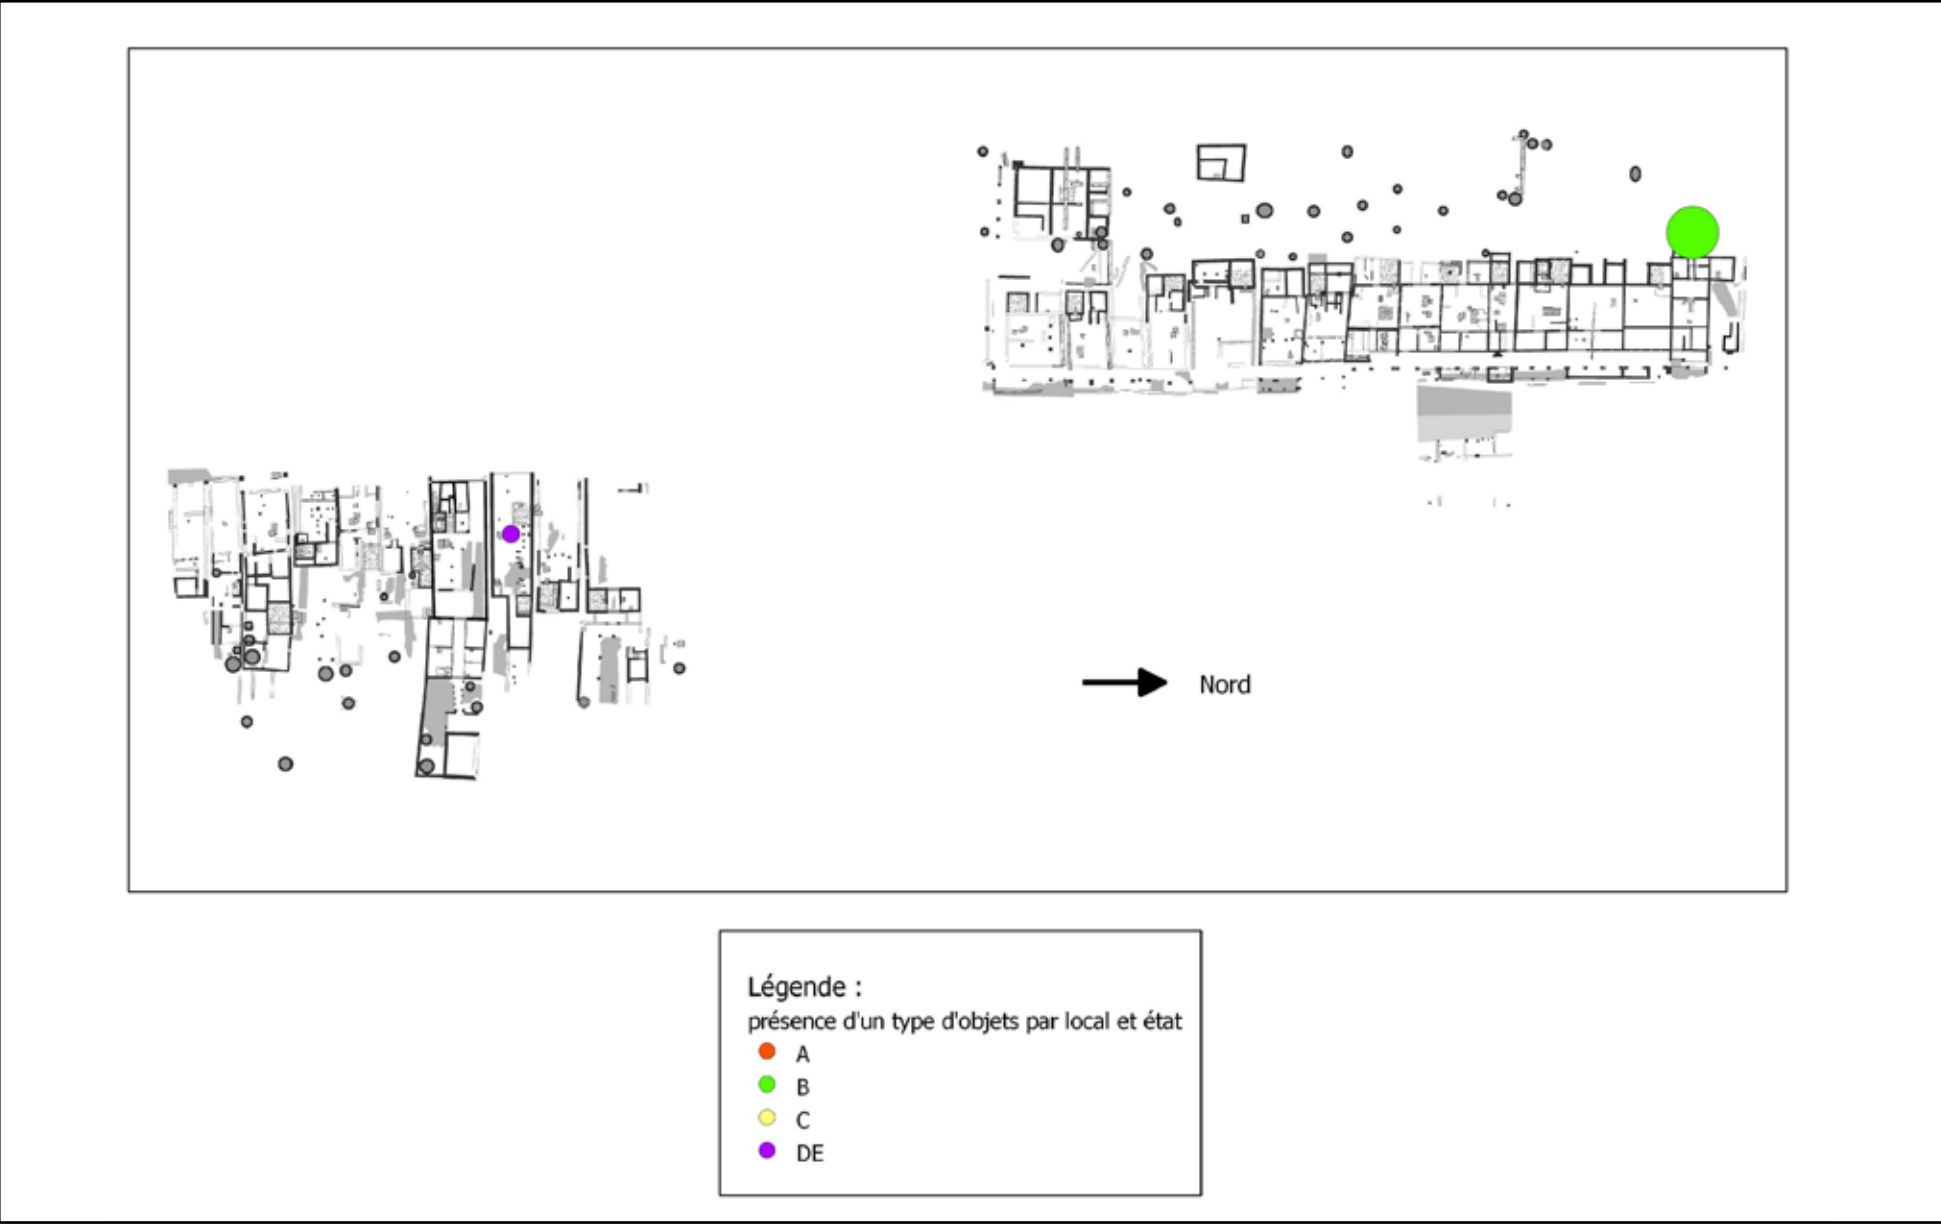 Nord
Légende :
présence d'un type d'objets par local et état
A
B
C
DE